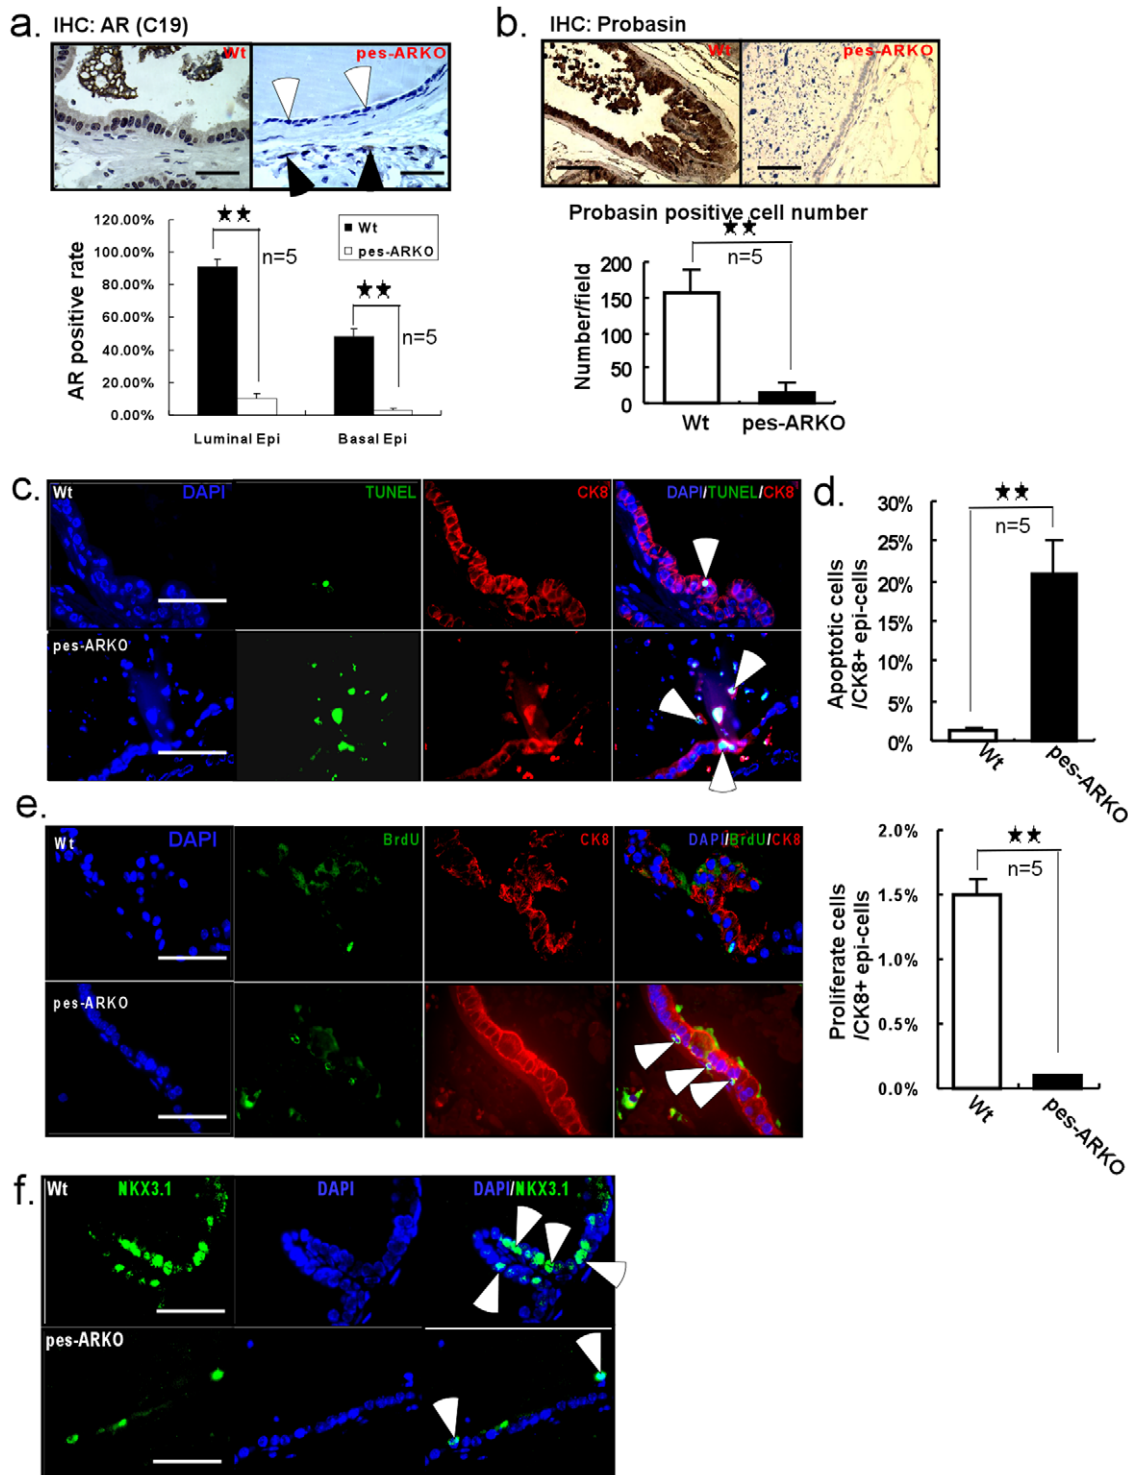 a. IHC: AR (C19)
Wt
pes-ARKO
120.00%
100.00%
80.00%
60.00%
40.00%
20.00%
0.00%
AR positive rate
★★
n=5
★★
n=5
Wt
pes-ARKO
Luminal Epi
Basal Epi
b. IHC: Probasin
Wt
pes-ARKO
Probasin positive cell number
★★
n=5
200
150
100
50
0
Number/field
Wt
pes-ARKO
c.
Wt
DAPI
TUNEL
CK8
DAPI/TUNEL/CK8
pes-ARKO
d.
30%
25%
20%
15%
10%
5%
0%
Apoptotic cells
/CK8+ epi-cells
★★
n=5
Wt
pes-ARKO
e.
Wt
DAPI
BrdU
CK8
DAPI/BrdU/CK8
pes-ARKO
2.0%
1.5%
1.0%
0.5%
0.0%
Proliferate cells
/CK8+ epi-cells
★★
n=5
Wt
pes-ARKO
f.
Wt
NKX3.1
DAPI
DAPI/NKX3.1
pes-ARKO